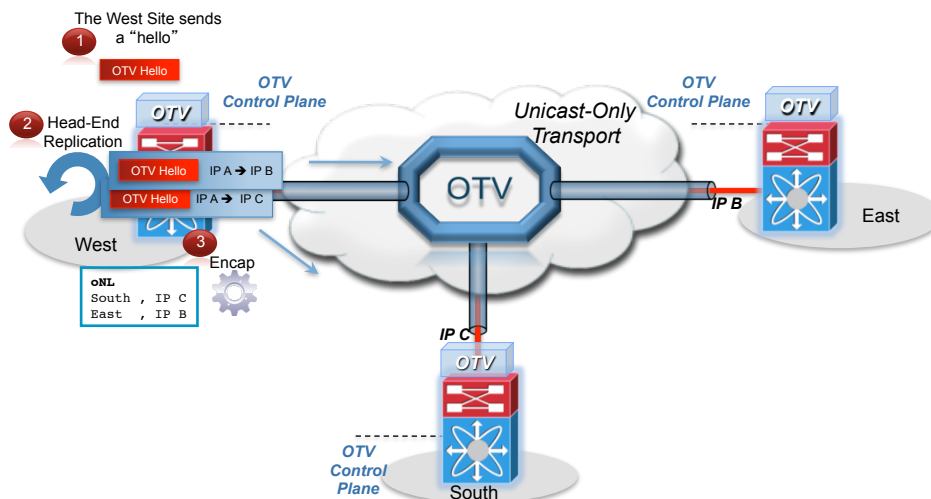 The West Site sends
a “hello”
1
OTV Hello
OTV
Control Plane
OTV
2
Head-End
Replication
OTV Hello IP A ➔ IP B
OTV Hello IP A ➔ IP C
West
3
Encap
oNL
South , IP C
East , IP B
Unicast-Only
Transport
OTV
OTV
Control Plane
OTV
IP B
East
IP C
OTV
OTV
Control
Plane
South